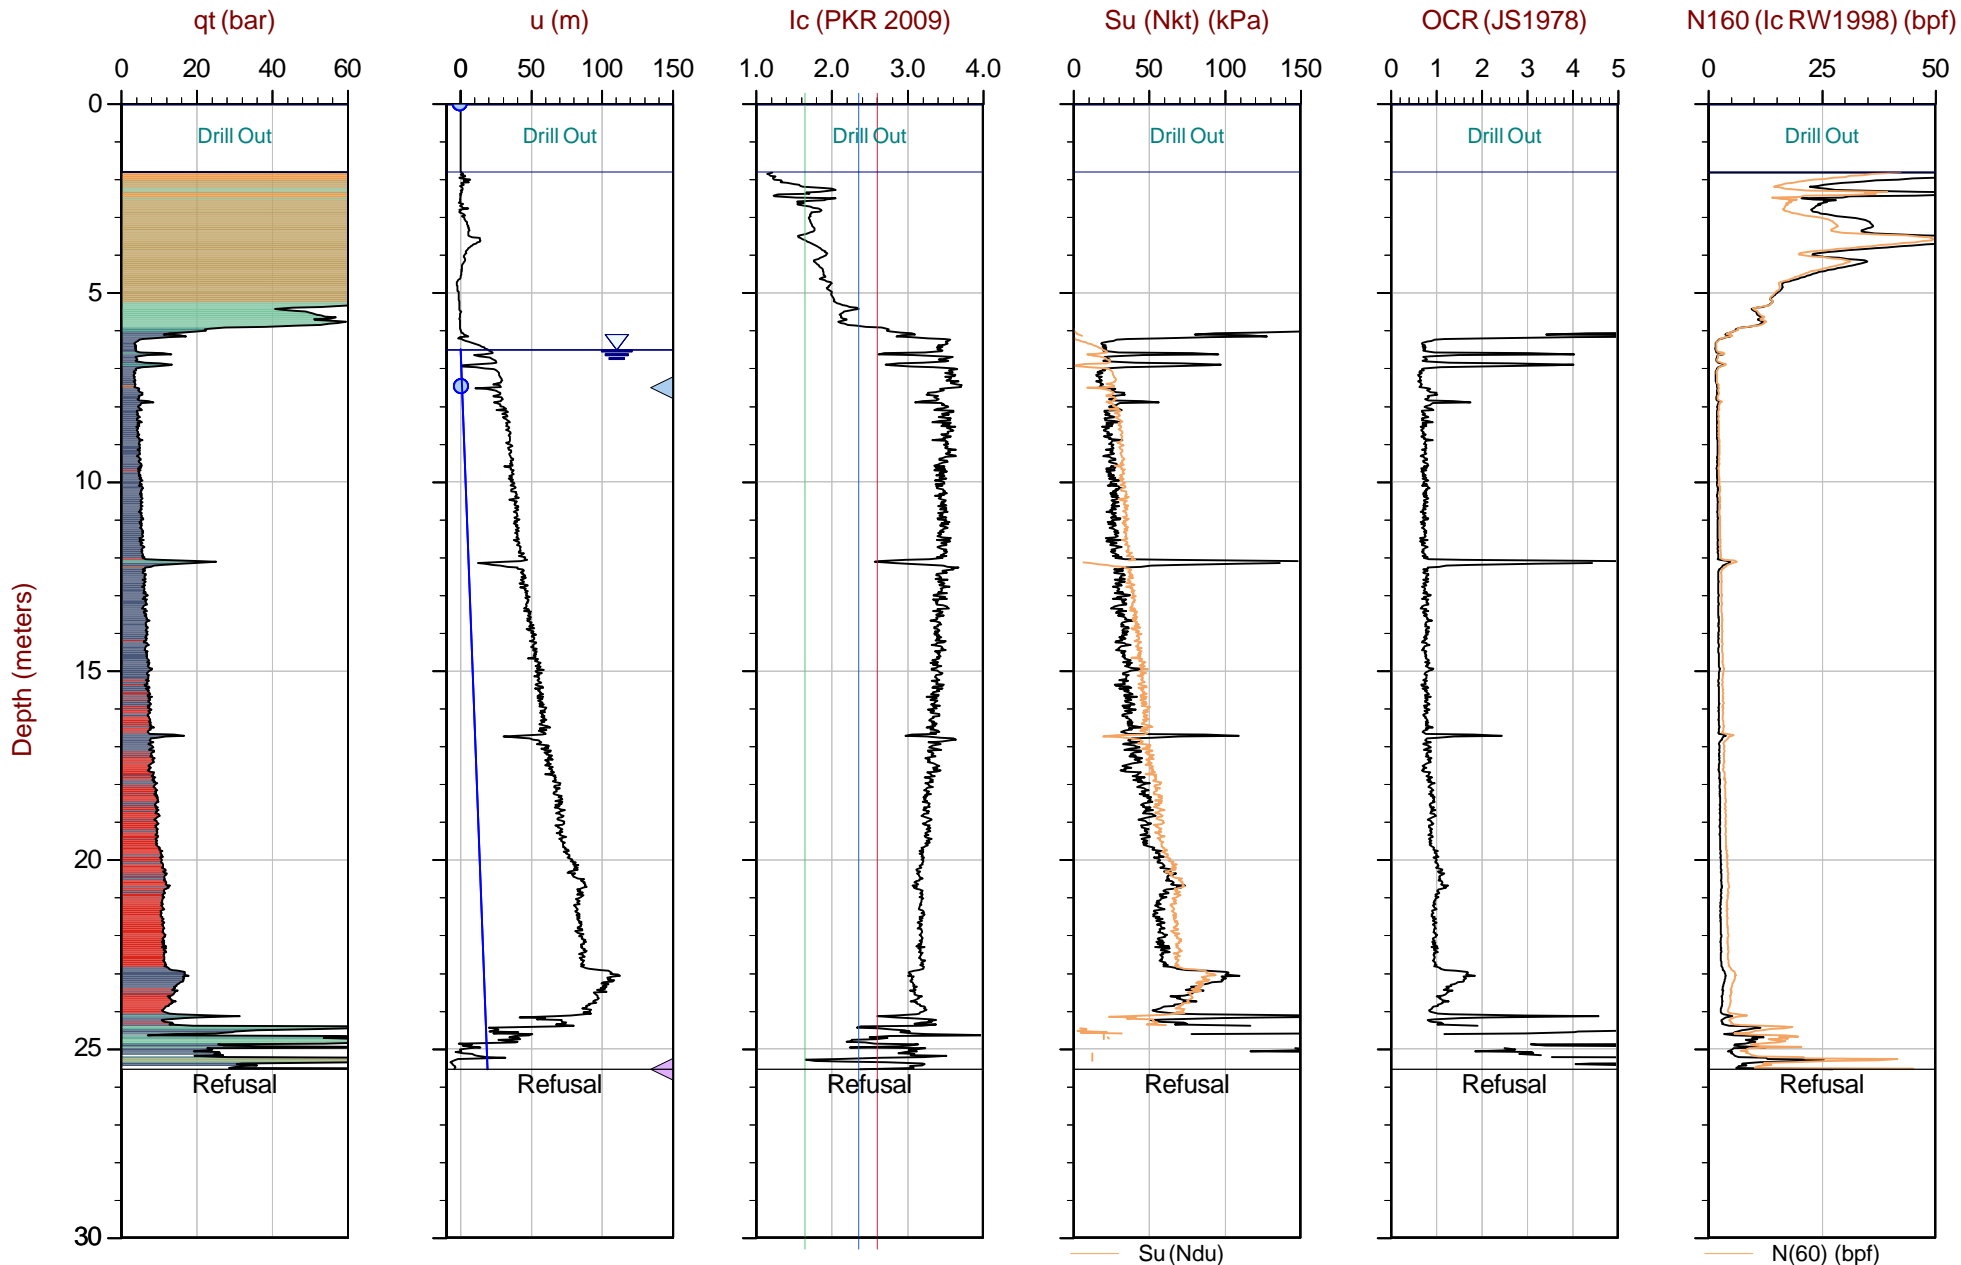 qt (bar) u (m) Ic (PKR 2009) Su (Nkt) (kPa) OCR (JS1978) N160 (Ic RW1998) (bpf)
0 20 40 60 0 50 100 150 1.0 2.0 3.0 4.0 0 50 100 150 0 1 2 3 4 5 0 25 50
0
Drill Out Drill Out Drill Out Drill Out Drill Out Drill Out
5
10
15
20
25
Refusal Refusal Refusal Refusal Refusal Refusal
30
Depth (meters)
Su (Ndu) N(60) (bpf)